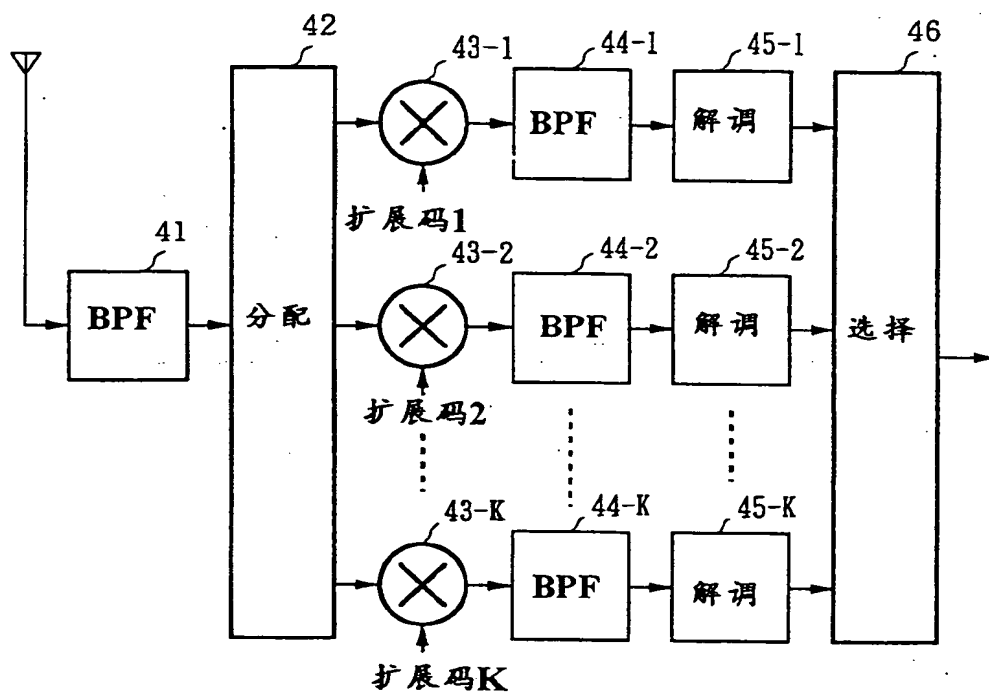 42
43-1
44-1
45-1
46
BPF
解调
扩展码1
41
43-2
44-2
45-2
BPF
分配
BPF
解调
选择
扩展码2
43-K
44-K
45-K
BPF
解调
扩展码K